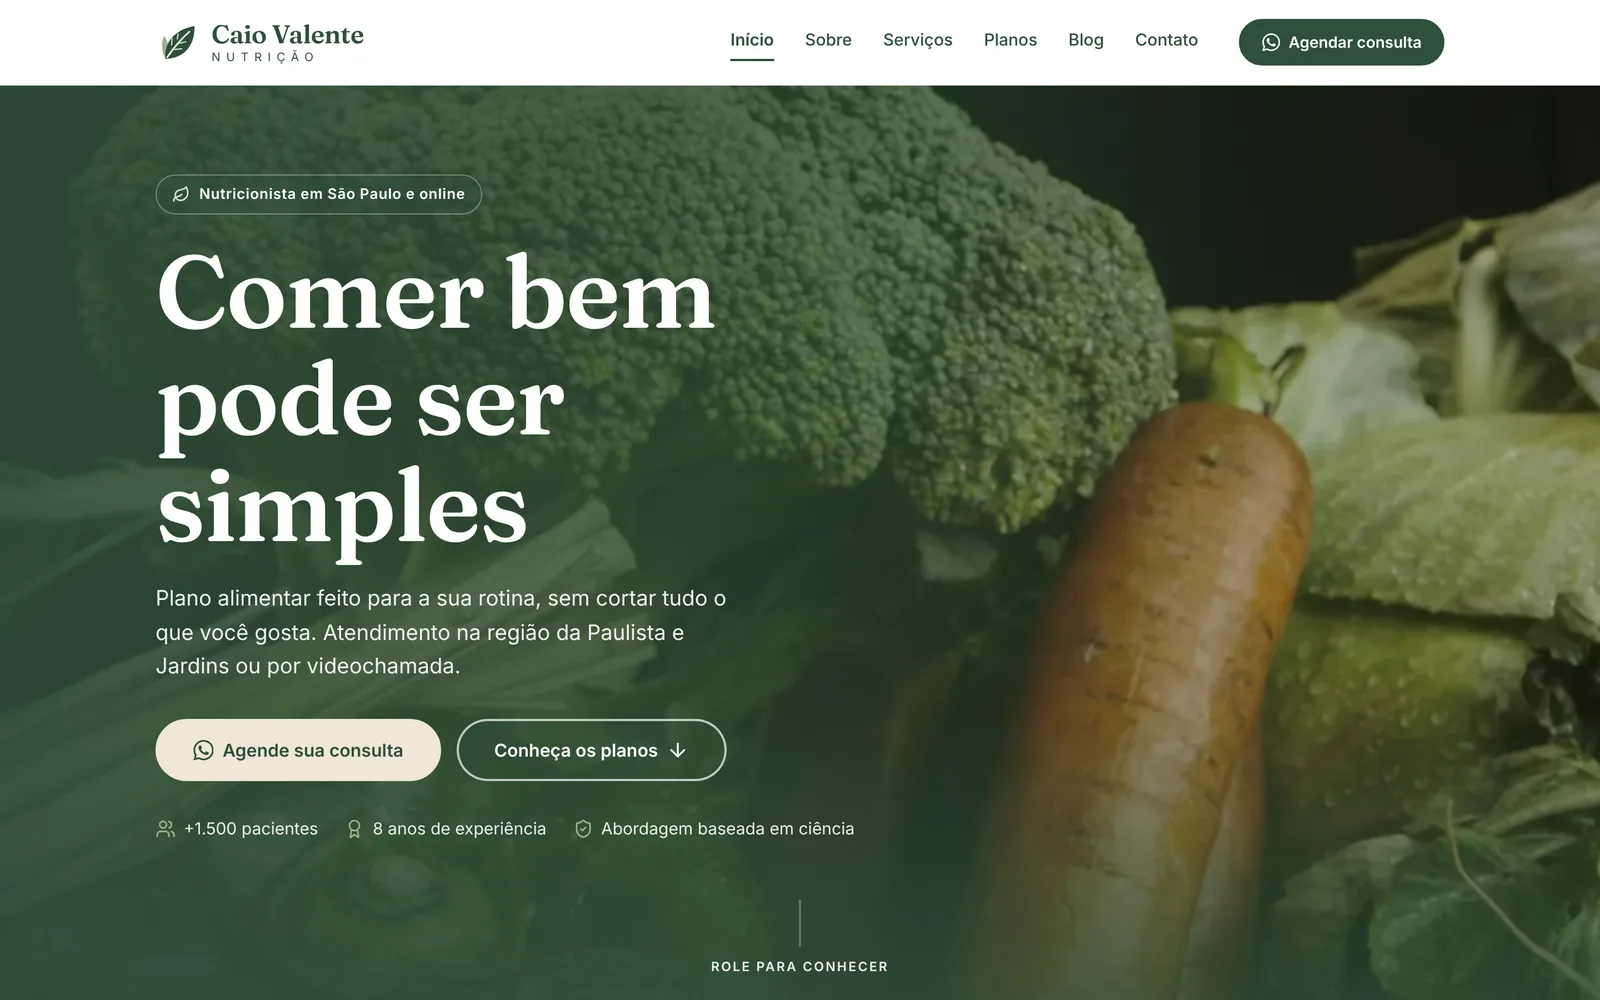 Caio Valente
NUTRIÇÃO
Início
Sobre
Serviços
Planos
Blog
Contato
Agendar consulta
Nutricionista em São Paulo e online
Comer bem
pode ser
simples
Plano alimentar feito para a sua rotina, sem cortar tudo o
que você gosta. Atendimento na região da Paulista e
Jardins ou por videochamada.
Agende sua consulta
Conheça os planos
+1.500 pacientes
8 anos de experiência
Abordagem baseada em ciência
ROLE PARA CONHECER